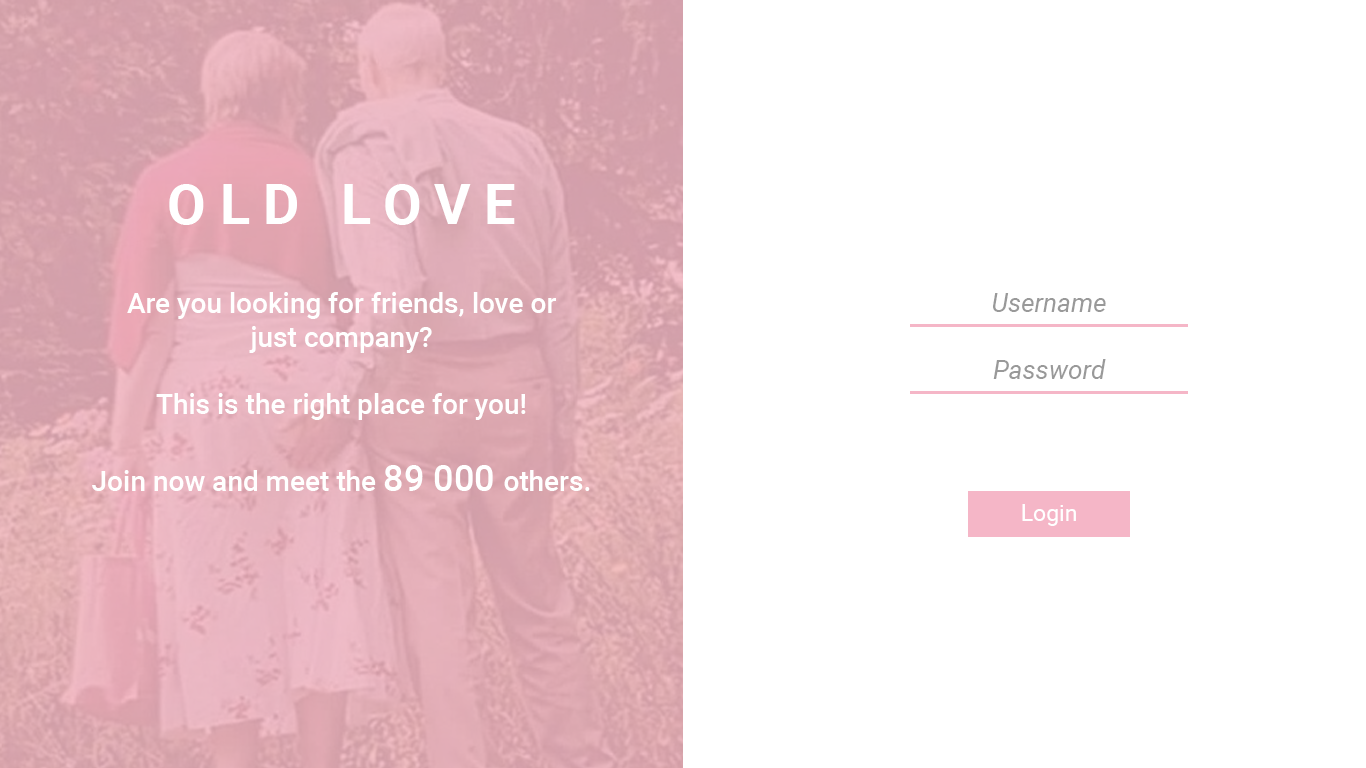 OLD LOVE
Are you looking for friends, love or
just company?
This is the right place for you!
Join now and meet the 89 000 others.
Username
Password
Login